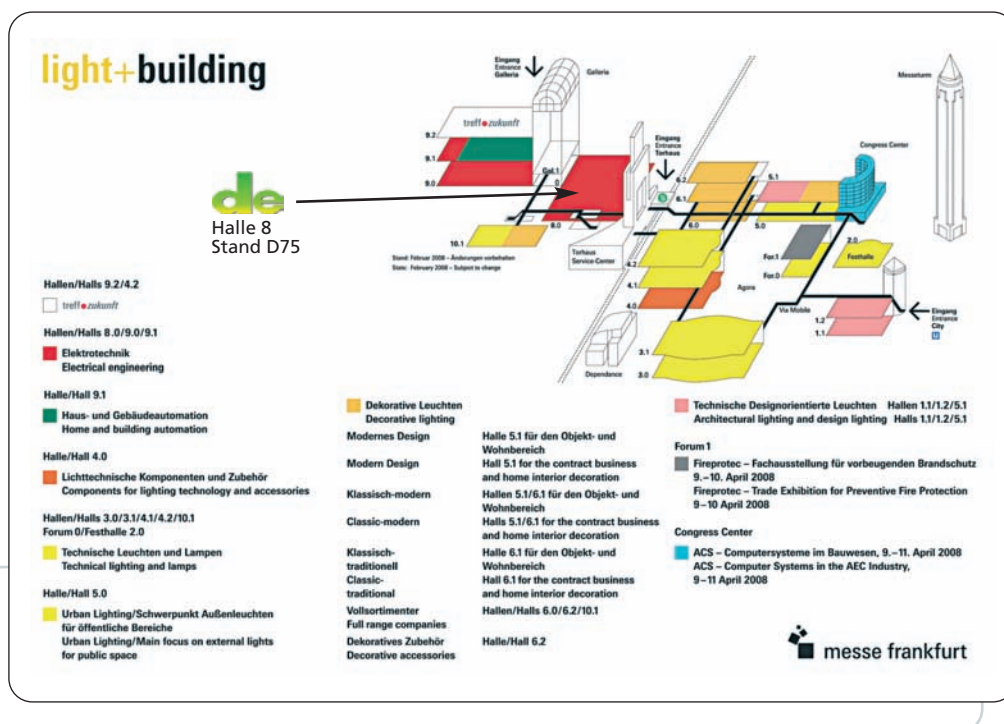 light+building
Eingang
Entrance
Galleria
Galleria
Messeturm
treff●zukunft
9.2
9.1
9.0
Gal.1
0
8.0
10.1
Eingang
Entrance
Torhaus
S
Congress Center
6.2
6.1
6.0
5.1
5.0
de
Halle 8
Stand D75
Stand: Februar 2008 – Änderungen vorbehalten
State: February 2008 – Subject to change
Torhaus
Service-Center
4.2
4.1
4.0
For.1
For.0
2.0
Festhalle
Agora
Via Mobile
1.2
1.1
Eingang
Entrance
City
U
3.1
3.0
Dependance
Hallen/Halls 9.2/4.2
treff●zukunft
Hallen/Halls 8.0/9.0/9.1
Elektrotechnik
Electrical engineering
Halle/Hall 9.1
Haus- und Gebäudeautomation
Home and building automation
Halle/Hall 4.0
Lichttechnische Komponenten und Zubehör
Components for lighting technology and accessories
Hallen/Halls 3.0/3.1/4.1/4.2/10.1
Forum 0/Festhalle 2.0
Technische Leuchten und Lampen
Technical lighting and lamps
Halle/Hall 5.0
Urban Lighting/Schwerpunkt Außenleuchten
für öffentliche Bereiche
Urban Lighting/Main focus on external lights
for public space
Dekorative Leuchten
Decorative lighting
Modernes Design Halle 5.1 für den Objekt- und
Wohnbereich
Modern Design Hall 5.1 for the contract business
and home interior decoration
Klassisch-modern Hallen 5.1/6.1 für den Objekt- und
Wohnbereich
Classic-modern Halls 5.1/6.1 for the contract business
and home interior decoration
Klassisch- Halle 6.1 für den Objekt- und
traditionell Wohnbereich
Classic- Hall 6.1 for the contract business
traditional and home interior decoration
Vollsortimenter Hallen/Halls 6.0/6.2/10.1
Full range companies
Dekoratives Zubehör Halle/Hall 6.2
Decorative accessories
Technische Designorientierte Leuchten Hallen 1.1/1.2/5.1
Architectural lighting and design lighting Halls 1.1/1.2/5.1
Forum 1
Fireprotec – Fachausstellung für vorbeugenden Brandschutz
9.–10. April 2008
Fireprotec – Trade Exhibition for Preventive Fire Protection
9–10 April 2008
Congress Center
ACS – Computersysteme im Bauwesen, 9.–11. April 2008
ACS – Computer Systems in the AEC Industry,
9–11 April 2008
messe frankfurt